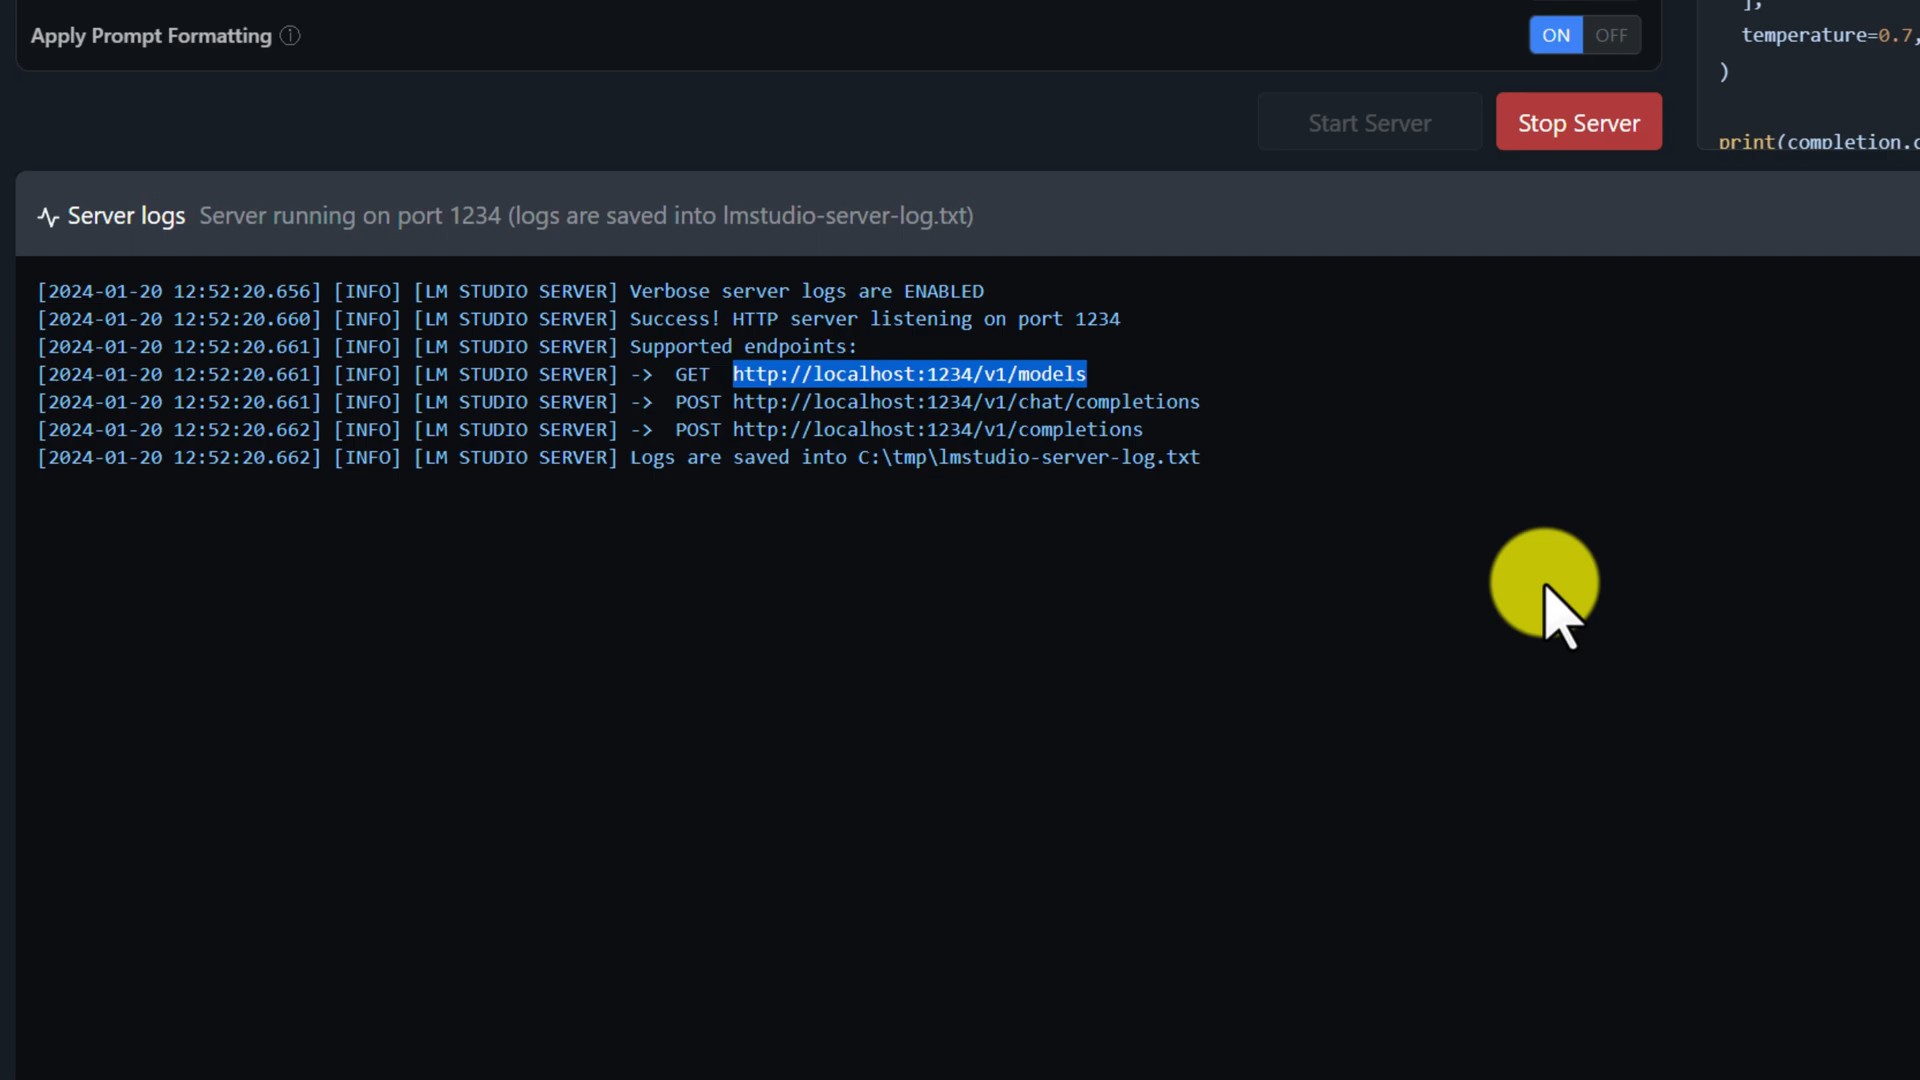 ],
Apply Prompt Formatting
ON OFF
temperature=0.7,
)
Start Server
Stop Server
print(completion.c
Server logs Server running on port 1234 (logs are saved into lmstudio-server-log.txt)
[2024-01-20 12:52:20.656] [INFO] [LM STUDIO SERVER] Verbose server logs are ENABLED
[2024-01-20 12:52:20.660] [INFO] [LM STUDIO SERVER] Success! HTTP server listening on port 1234
[2024-01-20 12:52:20.661] [INFO] [LM STUDIO SERVER] Supported endpoints:
[2024-01-20 12:52:20.661] [INFO] [LM STUDIO SERVER] -> GET http://localhost:1234/v1/models
[2024-01-20 12:52:20.661] [INFO] [LM STUDIO SERVER] -> POST http://localhost:1234/v1/chat/completions
[2024-01-20 12:52:20.662] [INFO] [LM STUDIO SERVER] -> POST http://localhost:1234/v1/completions
[2024-01-20 12:52:20.662] [INFO] [LM STUDIO SERVER] Logs are saved into C:\tmp\lmstudio-server-log.txt